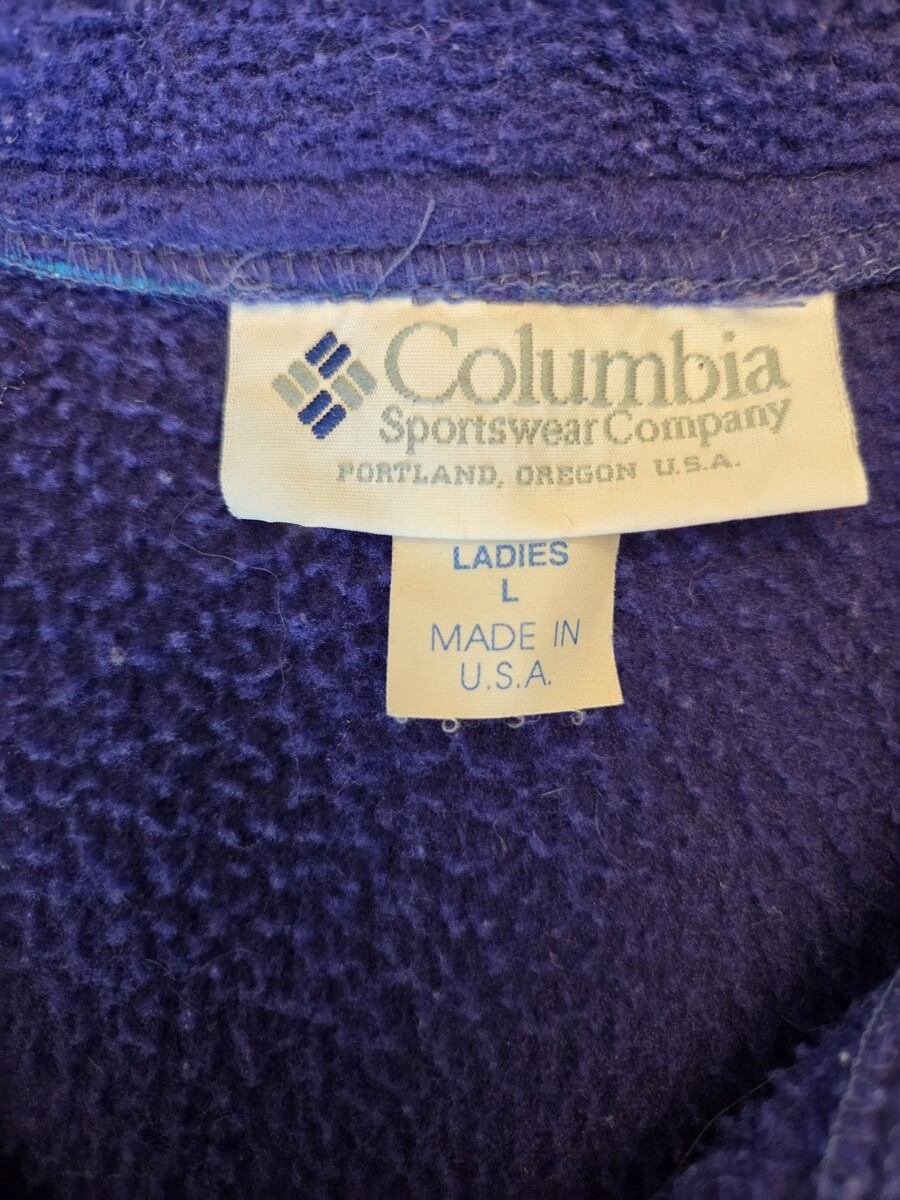 Columbia
Sportswear Company
PORTLAND, OREGON U.S.A.
LADIES
L
MADE IN
U.S.A.